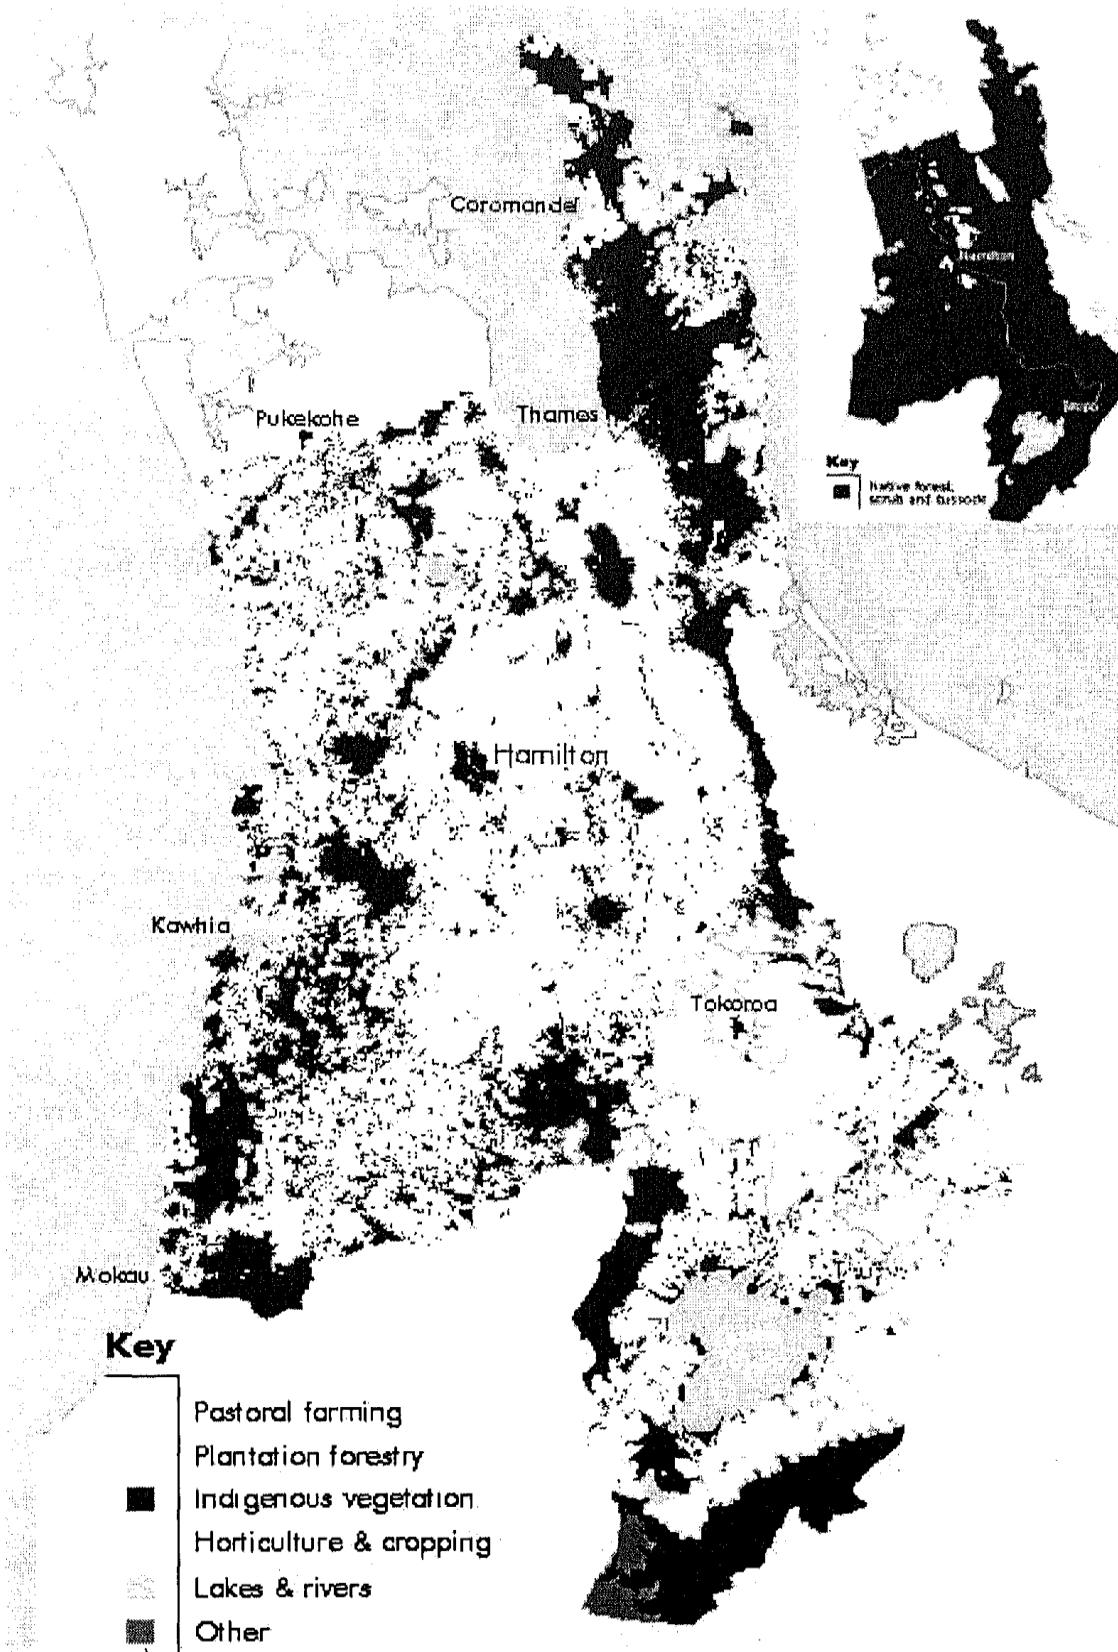 Coromandel
Pukekohe
Thames
Hamilton
Key
Native forest,
scrub and tussock
Hamilton
Kawhia
Tokoroa
Mokau
Key
Pastoral farming
Plantation forestry
Indigenous vegetation
Horticulture & cropping
Lakes & rivers
Other